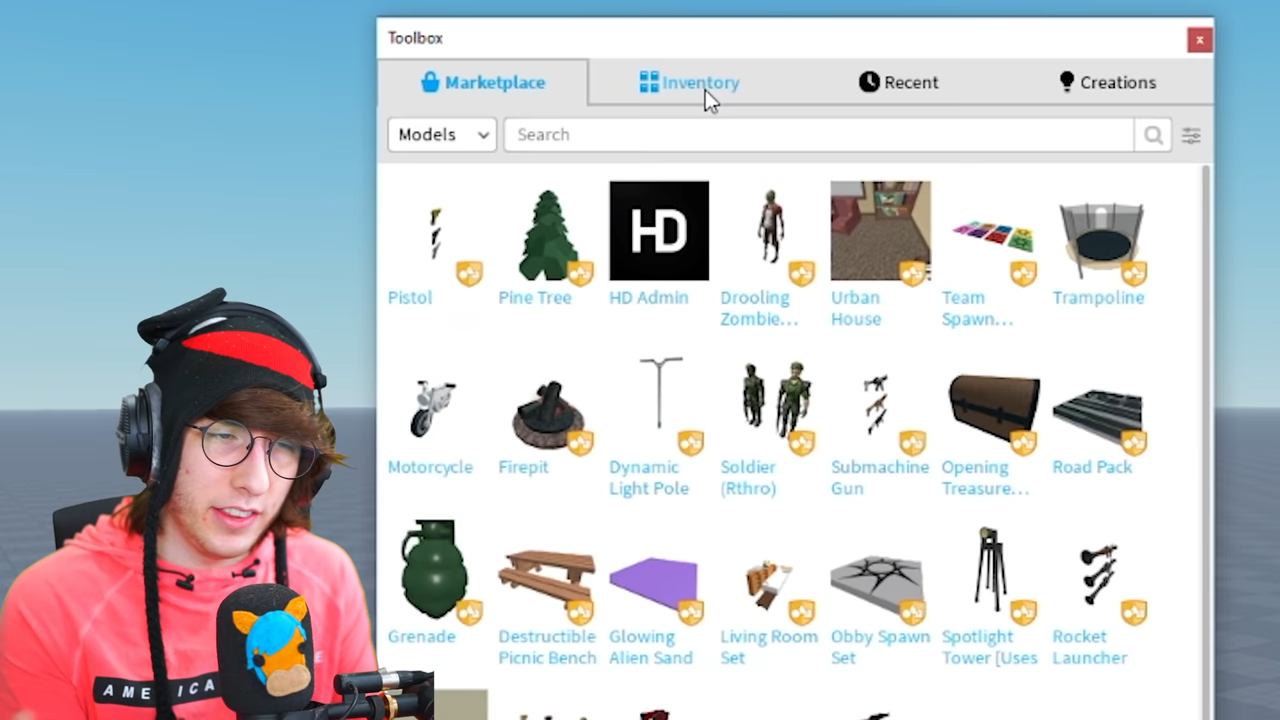 Toolbox
x
Marketplace
Inventory
Recent
Creations
Models
Search
HD
Pistol
Pine Tree
HD Admin
Drooling
Zombie...
Urban
House
Team
Spawn...
Trampoline
Motorcycle
Firepit
Dynamic
Light Pole
Soldier
(Rthro)
Submachine
Gun
Opening
Treasure...
Road Pack
Grenade
Destructible
Picnic Bench
Glowing
Alien Sand
Living Room
Set
Obby Spawn
Set
Spotlight
Tower [Uses
Rocket
Launcher
AMERICA